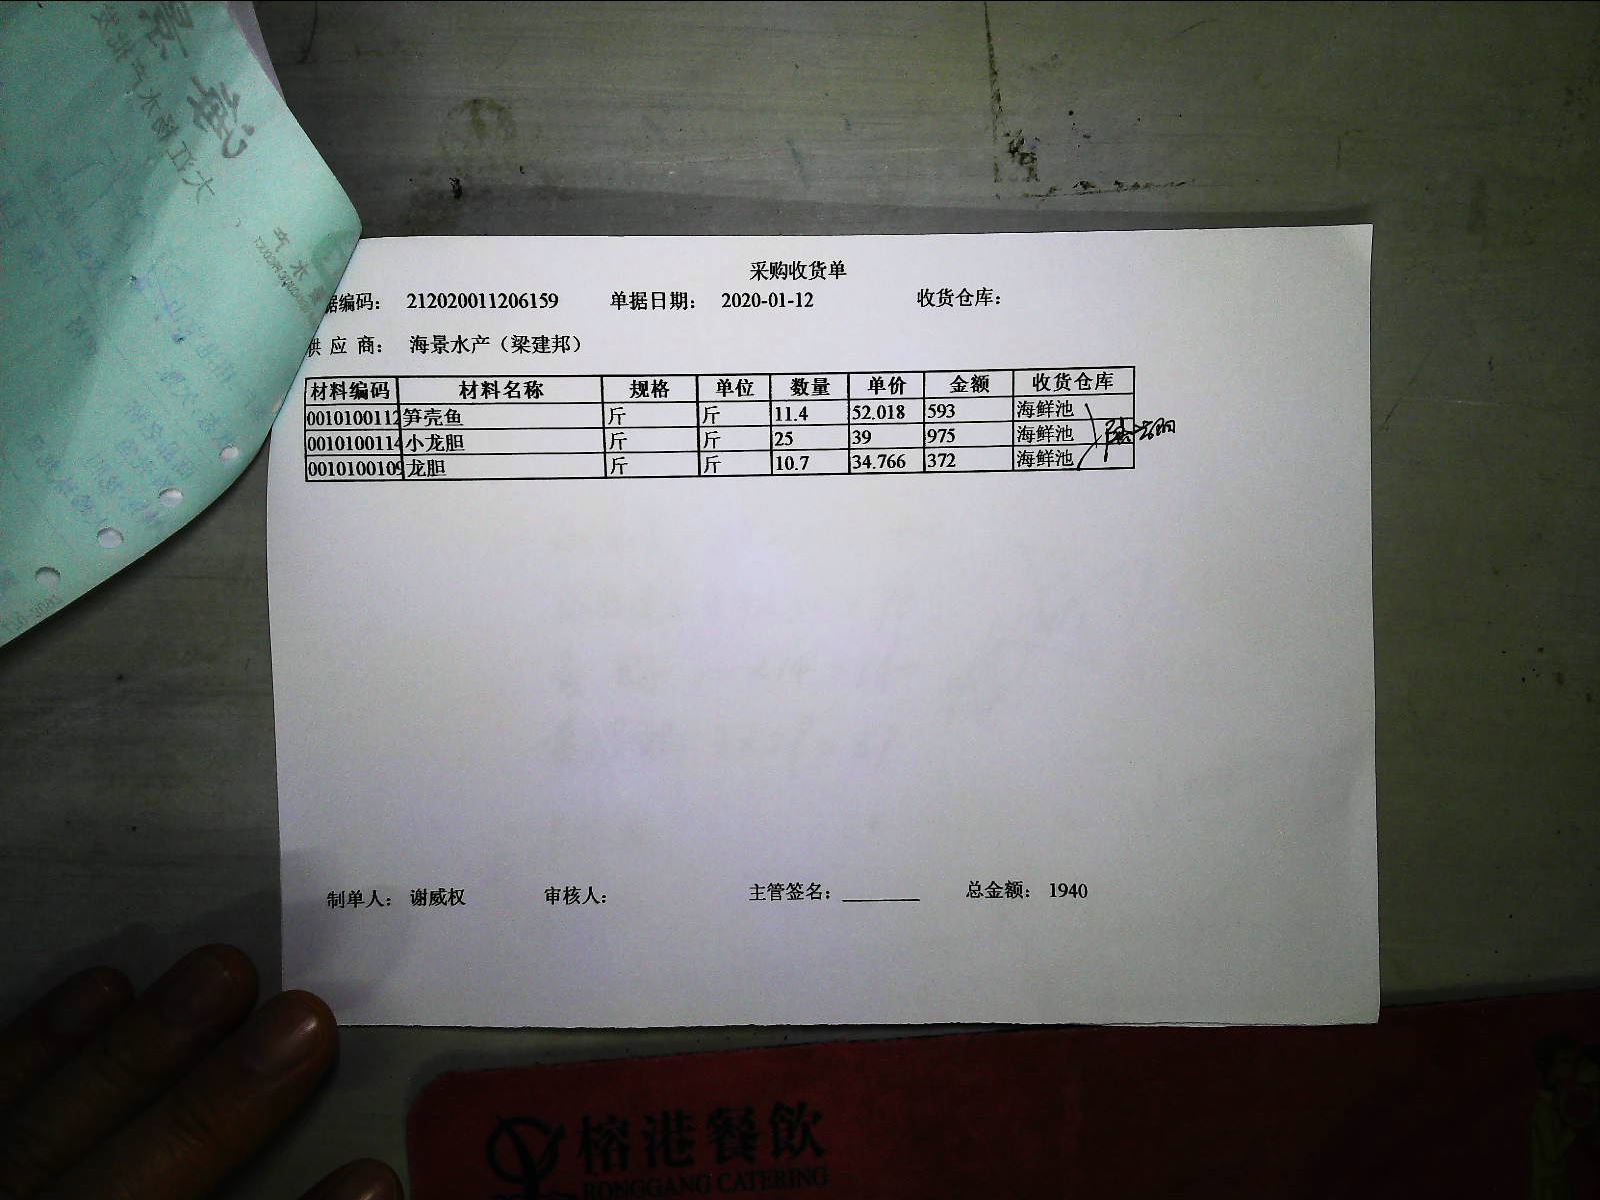 采购收货单
据编码： 212020011206159 单据日期： 2020-01-12 收货仓库：
供 应 商： 海景水产（梁建邦）
材料编码 材料名称 规格 单位 数量 单价 金额 收货仓库
0010100112 笋壳鱼 斤 斤 11.4 52.018 593 海鲜池
0010100114 小龙胆 斤 斤 25 39 975 海鲜池
0010100109 龙胆 斤 斤 10.7 34.766 372 海鲜池
制单人： 谢威权 审核人： 主管签名： 总金额： 1940
榕港餐飲
RONGGANG CATERING